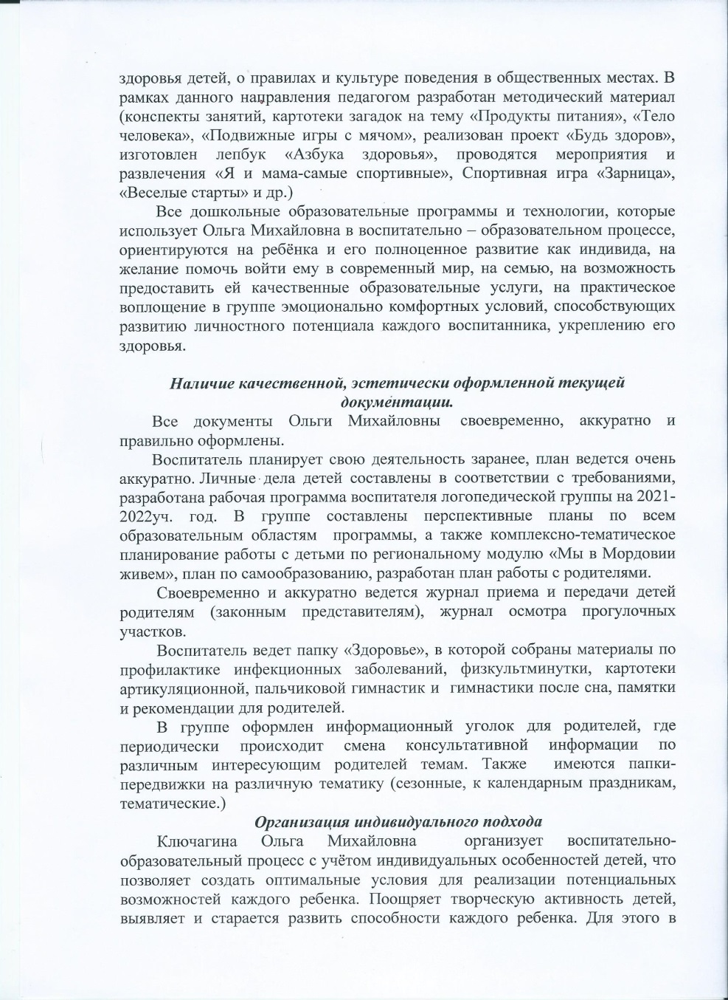 здоровья детей, о правилах и культуре поведения в общественных местах. В
рамках данного направления педагогом разработан методический материал
(конспекты занятий, картотеки загадок на тему «Продукты питания», «Тело
человека», «Подвижные игры с мячом», реализован проект «Будь здоров»,
изготовлен лепбук «Азбука здоровья», проводятся мероприятия и
развлечения «Я и мама-самые спортивные», Спортивная игра «Зарница»,
«Веселые старты» и др.)
Все дошкольные образовательные программы и технологии, которые
использует Ольга Михайловна в воспитательно – образовательном процессе,
ориентируются на ребёнка и его полноценное развитие как индивида, на
желание помочь войти ему в современный мир, на семью, на возможность
предоставить ей качественные образовательные услуги, на практическое
воплощение в группе эмоционально комфортных условий, способствующих
развитию личностного потенциала каждого воспитанника, укреплению его
здоровья.
Наличие качественной, эстетически оформленной текущей
документации.
Все документы Ольги Михайловны своевременно, аккуратно и
правильно оформлены.
Воспитатель планирует свою деятельность заранее, план ведется очень
аккуратно. Личные дела детей составлены в соответствии с требованиями,
разработана рабочая программа воспитателя логопедической группы на 2021-
2022уч. год. В группе составлены перспективные планы по всем
образовательным областям программы, а также комплексно-тематическое
планирование работы с детьми по региональному модулю «Мы в Мордовии
живем», план по самообразованию, разработан план работы с родителями.
Своевременно и аккуратно ведется журнал приема и передачи детей
родителям (законным представителям), журнал осмотра прогулочных
участков.
Воспитатель ведет папку «Здоровье», в которой собраны материалы по
профилактике инфекционных заболеваний, физкультминутки, картотеки
артикуляционной, пальчиковой гимнастик и гимнастики после сна, памятки
и рекомендации для родителей.
В группе оформлен информационный уголок для родителей, где
периодически происходит смена консультативной информации по
различным интересующим родителей темам. Также имеются папки-
передвижки на различную тематику (сезонные, к календарным праздникам,
тематические.)
Организация индивидуального подхода
Ключагина Ольга Михайловна организует воспитательно-
образовательный процесс с учётом индивидуальных особенностей детей, что
позволяет создать оптимальные условия для реализации потенциальных
возможностей каждого ребенка. Поощряет творческую активность детей,
выявляет и старается развить способности каждого ребенка. Для этого в